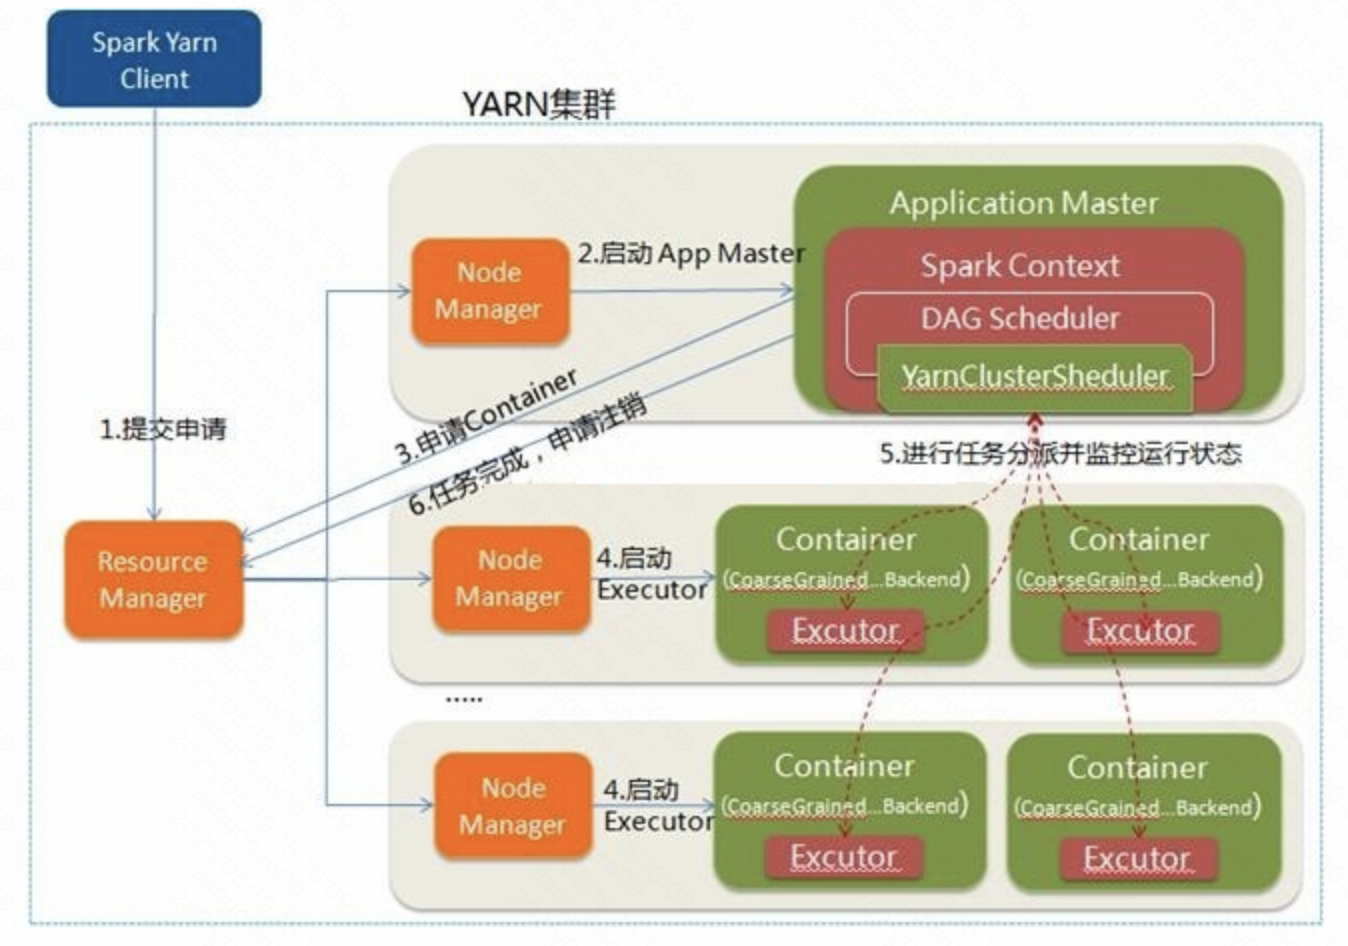 Spark Yarn
Client
YARN集群
Application Master
Spark Context
DAG Scheduler
YarnClusterSheduler
Node
Manager
2.启动 App Master
3.申请Container
6.任务完成，申请注销
1.提交申请
5.进行任务分派并监控运行状态
Resource
Manager
Node
Manager
4.启动
Executor
Container
(CoarseGrained...Backend)
Excutor
Container
(CoarseGrained...Backend)
Excutor
.....
Node
Manager
4.启动
Executor
Container
(CoarseGrained...Backend)
Excutor
Container
(CoarseGrained...Backend)
Excutor